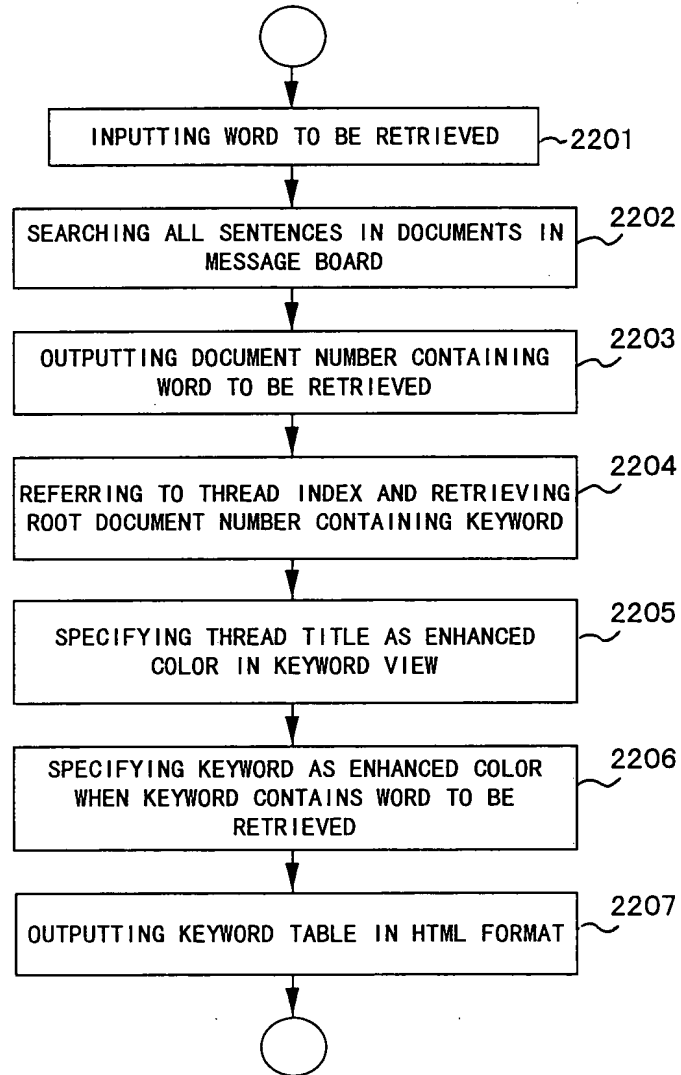 INPUTTING WORD TO BE RETRIEVED
2201
SEARCHING ALL SENTENCES IN DOCUMENTS IN
MESSAGE BOARD
2202
OUTPUTTING DOCUMENT NUMBER CONTAINING
WORD TO BE RETRIEVED
2203
REFERRING TO THREAD INDEX AND RETRIEVING
ROOT DOCUMENT NUMBER CONTAINING KEYWORD
2204
SPECIFYING THREAD TITLE AS ENHANCED
COLOR IN KEYWORD VIEW
2205
SPECIFYING KEYWORD AS ENHANCED COLOR
WHEN KEYWORD CONTAINS WORD TO BE
RETRIEVED
2206
OUTPUTTING KEYWORD TABLE IN HTML FORMAT
2207